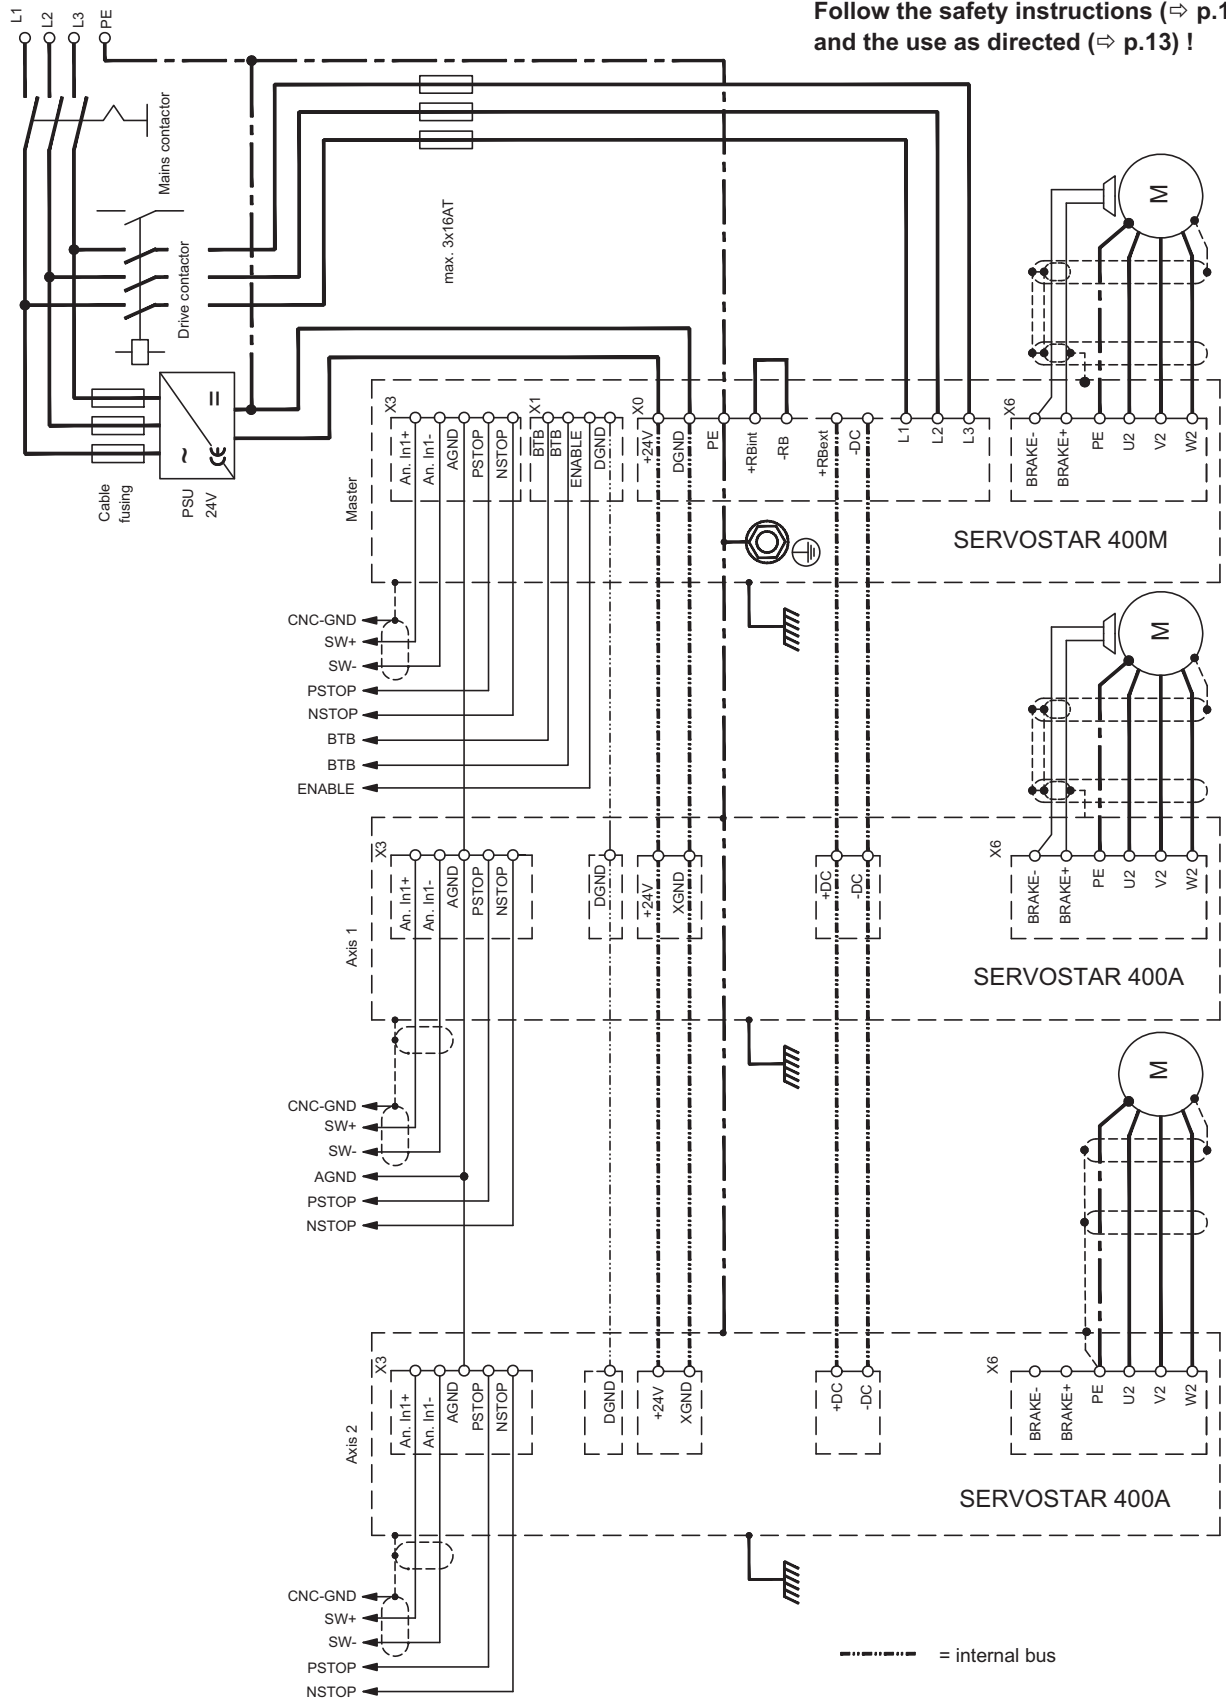 Follow the safety instructions (⇨ p.1
and the use as directed (⇨ p.13) !
L1
L2
L3
PE
Mains contactor
Drive contactor
max. 3x16AT
Cable
fusing
PSU
24V
~
=
CE
M
Master
X3
An. In1+
An. In1-
AGND
PSTOP
NSTOP
X1
BTB
BTB
ENABLE
DGND
X0
+24V
DGND
PE
+RBint
-RB
+RBext
-DC
L1
L2
L3
X6
BRAKE-
BRAKE+
PE
U2
V2
W2
SERVOSTAR 400M
CNC-GND
SW+
SW-
PSTOP
NSTOP
BTB
BTB
ENABLE
M
Axis 1
X3
An. In1+
An. In1-
AGND
PSTOP
NSTOP
DGND
+24V
XGND
+DC
-DC
X6
BRAKE-
BRAKE+
PE
U2
V2
W2
SERVOSTAR 400A
CNC-GND
SW+
SW-
AGND
PSTOP
NSTOP
M
Axis 2
X3
An. In1+
An. In1-
AGND
PSTOP
NSTOP
DGND
+24V
XGND
+DC
-DC
X6
BRAKE-
BRAKE+
PE
U2
V2
W2
SERVOSTAR 400A
CNC-GND
SW+
SW-
PSTOP
NSTOP
= internal bus